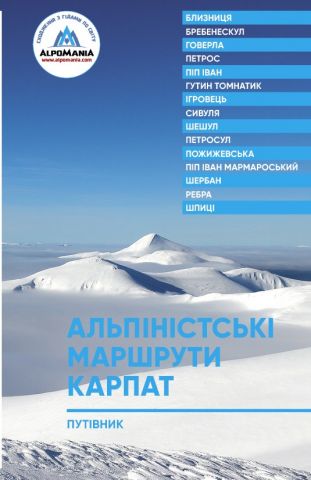 СХОДЖЕННЯ З ГІДАМИ ПО СВІТУ
ALPOMANIA
www.alpomania.com
БЛИЗНИЦЯ
БРЕБЕНЕСКУЛ
ГОВЕРЛА
ПЕТРОС
ПІП ІВАН
ГУТИН ТОМНАТИК
ІГРОВЕЦЬ
СИВУЛЯ
ШЕШУЛ
ПЕТРОСУЛ
ПОЖИЖЕВСЬКА
ПІП ІВАН МАРМАРОСЬКИЙ
ШЕРБАН
РЕБРА
ШПИЦІ
АЛЬПІНІСТСЬКІ
МАРШРУТИ
КАРПАТ
ПУТІВНИК